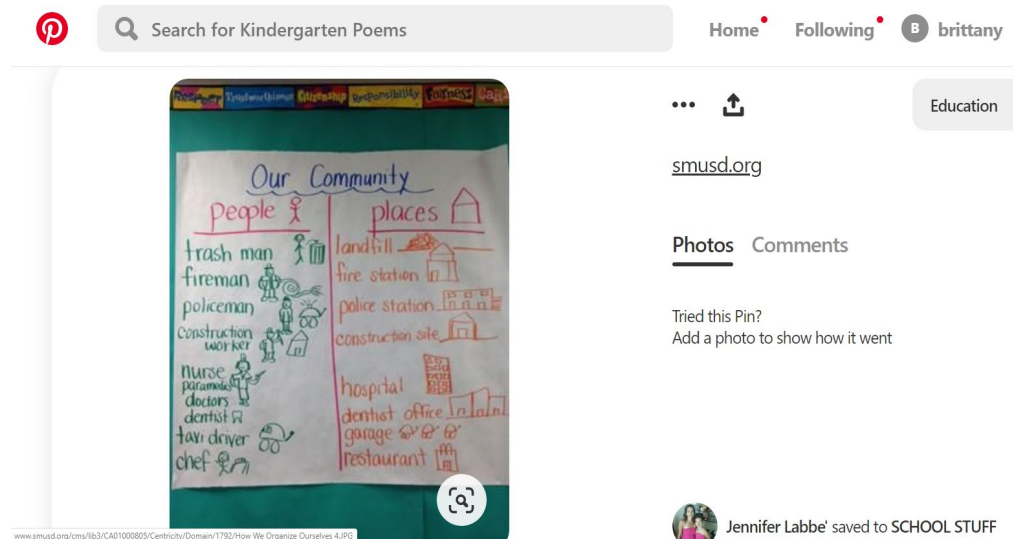 Search for Kindergarten Poems
Home
Following
B
brittany
Respect Trustworthiness Citizenship Responsibility Fairness
Our Community
people
places
trash man
landfill
fireman
fire station
policeman
police station
construction
worker
construction site
nurse
paramedic
doctors
hospital
dentist
dentist office
taxi driver
garage
chef
restaurant
Education
smusd.org
Photos
Comments
Tried this Pin?
Add a photo to show how it went
Jennifer Labbe' saved to SCHOOL STUFF
www.smusd.org/cms/lib3/CA01000805/Centricity/Domain/1792/How We Organize Ourselves 4.JPG